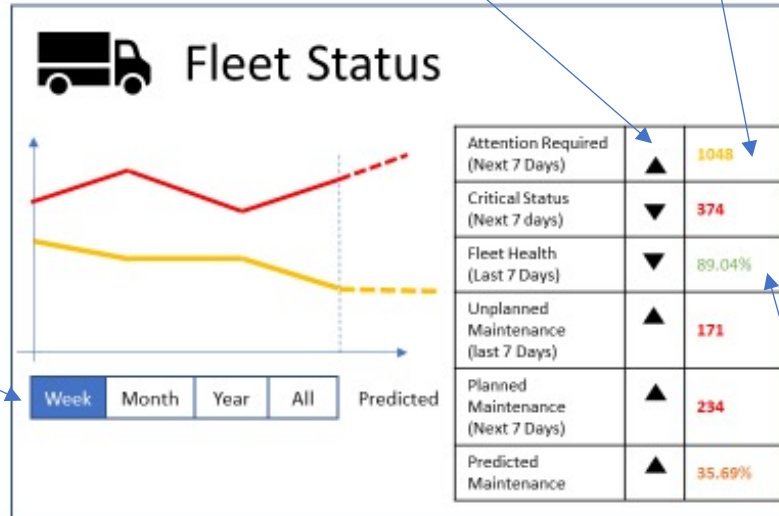 Fleet Status
Attention Required
(Next 7 Days)
1048
Critical Status
(Next 7 days)
374
Fleet Health
(Last 7 Days)
89.04%
Unplanned
Maintenance
(last 7 Days)
171
Planned
Maintenance
(Next 7 Days)
234
Predicted
Maintenance
35.69%
Week Month Year All Predicted